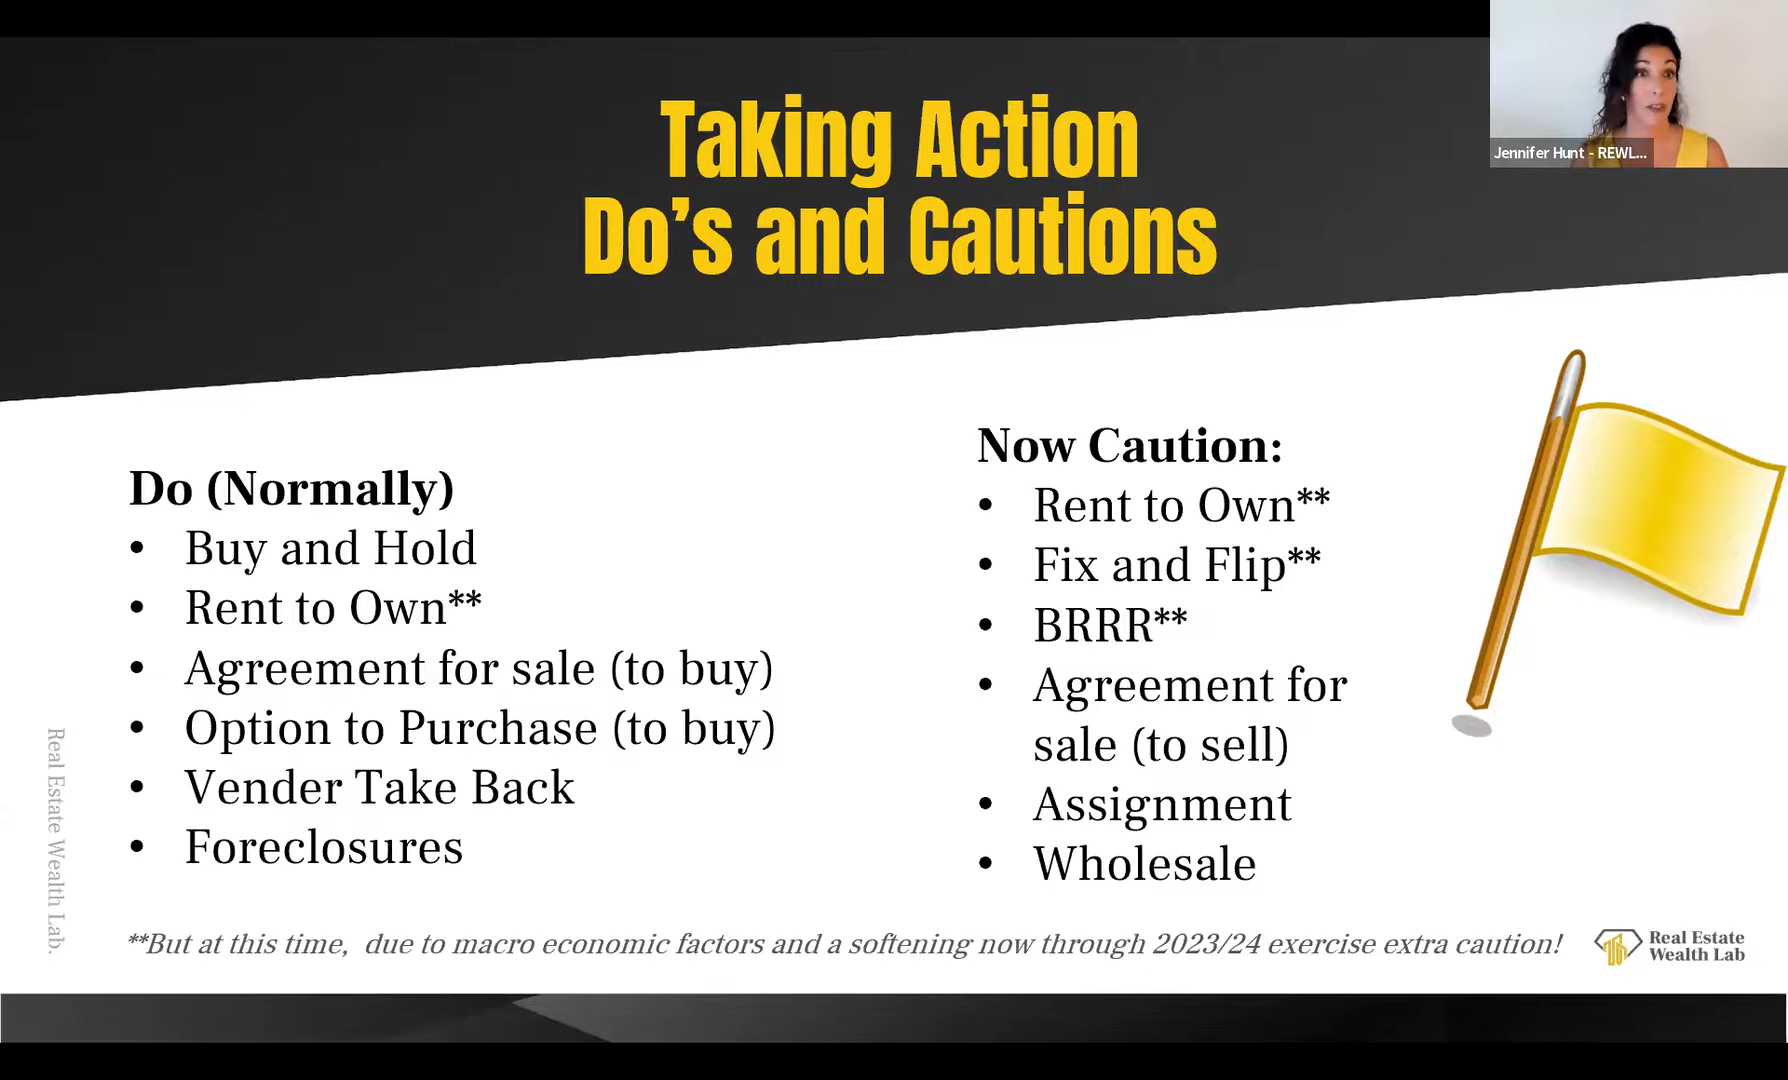 Jennifer Hunt - REWL...
Taking Action
Do’s and Cautions
Do (Normally)
• Buy and Hold
• Rent to Own**
• Agreement for sale (to buy)
• Option to Purchase (to buy)
• Vender Take Back
• Foreclosures
Now Caution:
• Rent to Own**
• Fix and Flip**
• BRRR**
• Agreement for
sale (to sell)
• Assignment
• Wholesale
Real Estate Wealth Lab.
**But at this time, due to macro economic factors and a softening now through 2023/24 exercise extra caution!
Real Estate
Wealth Lab